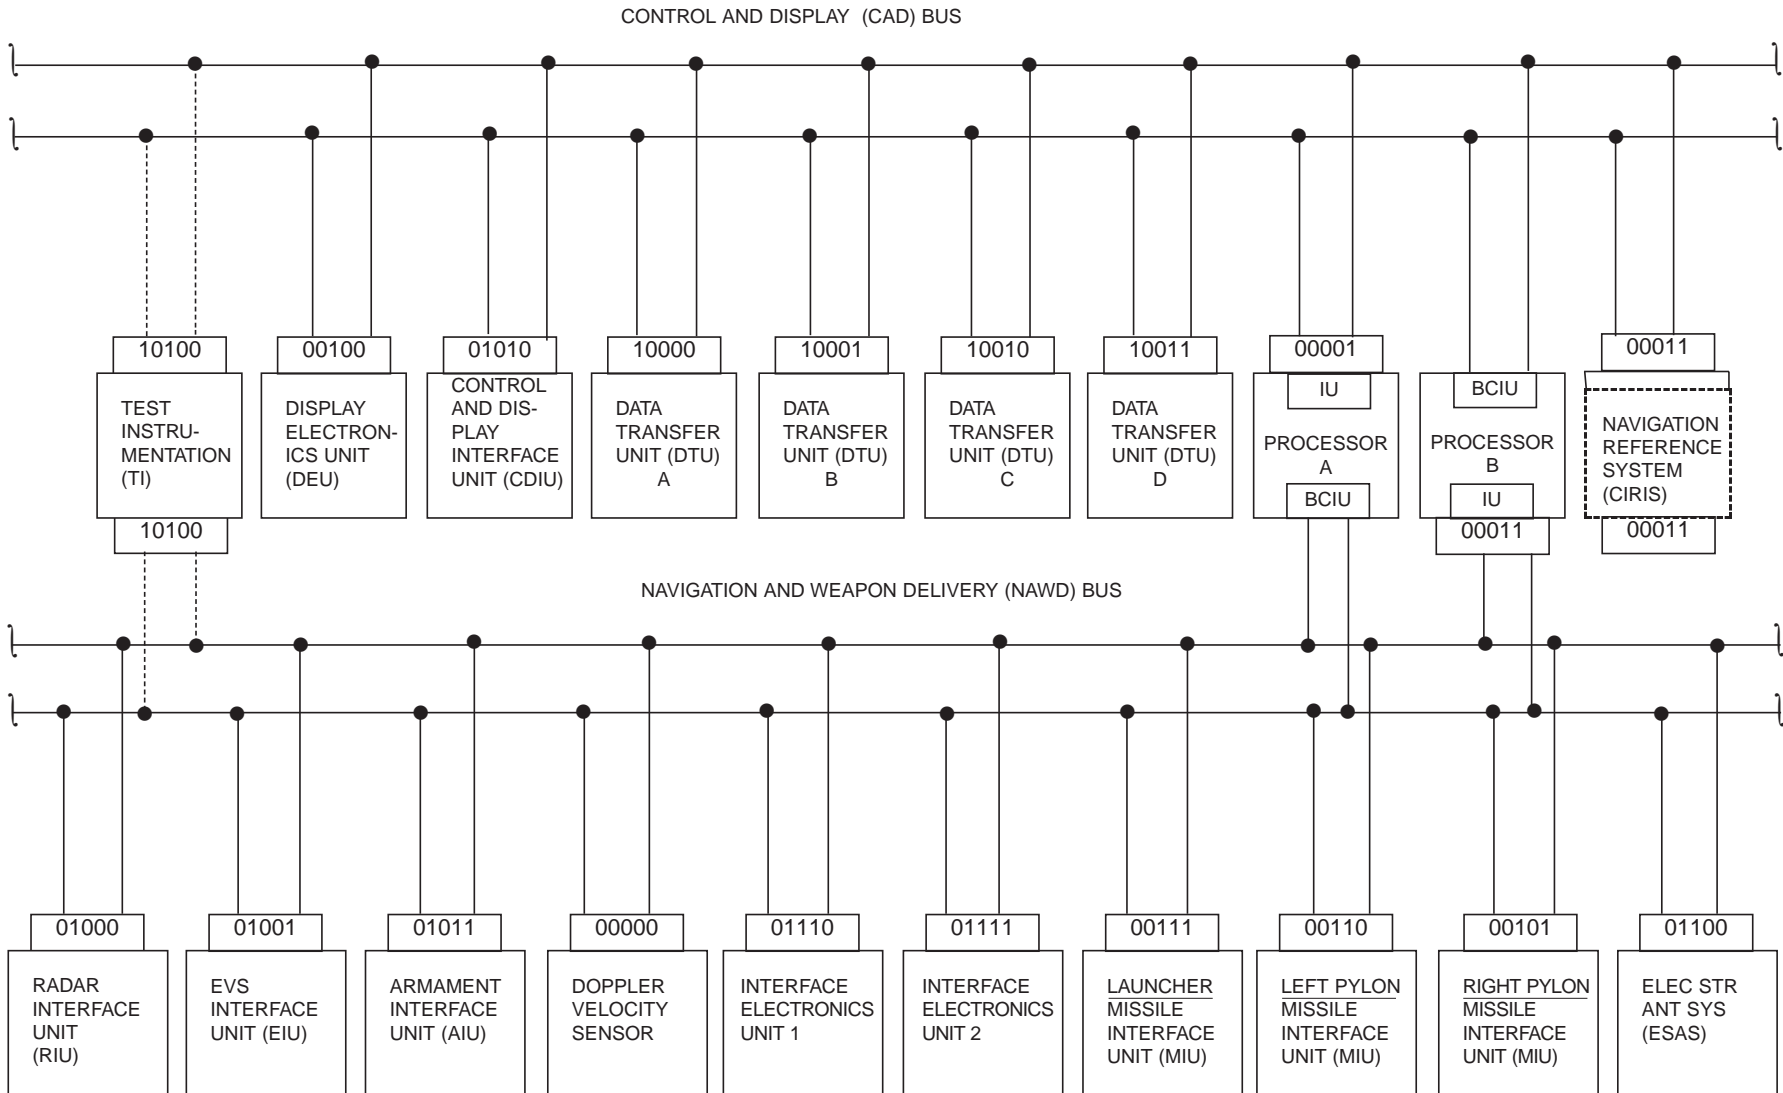 CONTROL AND DISPLAY (CAD) BUS
10100
TEST
INSTRU-
MENTATION
(TI)
10100
00100
DISPLAY
ELECTRON-
ICS UNIT
(DEU)
01010
CONTROL
AND DIS-
PLAY
INTERFACE
UNIT (CDIU)
10000
DATA
TRANSFER
UNIT (DTU)
A
10001
DATA
TRANSFER
UNIT (DTU)
B
10010
DATA
TRANSFER
UNIT (DTU)
C
10011
DATA
TRANSFER
UNIT (DTU)
D
00001
IU
PROCESSOR
A
BCIU
BCIU
PROCESSOR
B
IU
00011
00011
NAVIGATION
REFERENCE
SYSTEM
(CIRIS)
00011
NAVIGATION AND WEAPON DELIVERY (NAWD) BUS
01000
RADAR
INTERFACE
UNIT
(RIU)
01001
EVS
INTERFACE
UNIT (EIU)
01011
ARMAMENT
INTERFACE
UNIT (AIU)
00000
DOPPLER
VELOCITY
SENSOR
01110
INTERFACE
ELECTRONICS
UNIT 1
01111
INTERFACE
ELECTRONICS
UNIT 2
00111
LAUNCHER
MISSILE
INTERFACE
UNIT (MIU)
00110
LEFT PYLON
MISSILE
INTERFACE
UNIT (MIU)
00101
RIGHT PYLON
MISSILE
INTERFACE
UNIT (MIU)
01100
ELEC STR
ANT SYS
(ESAS)